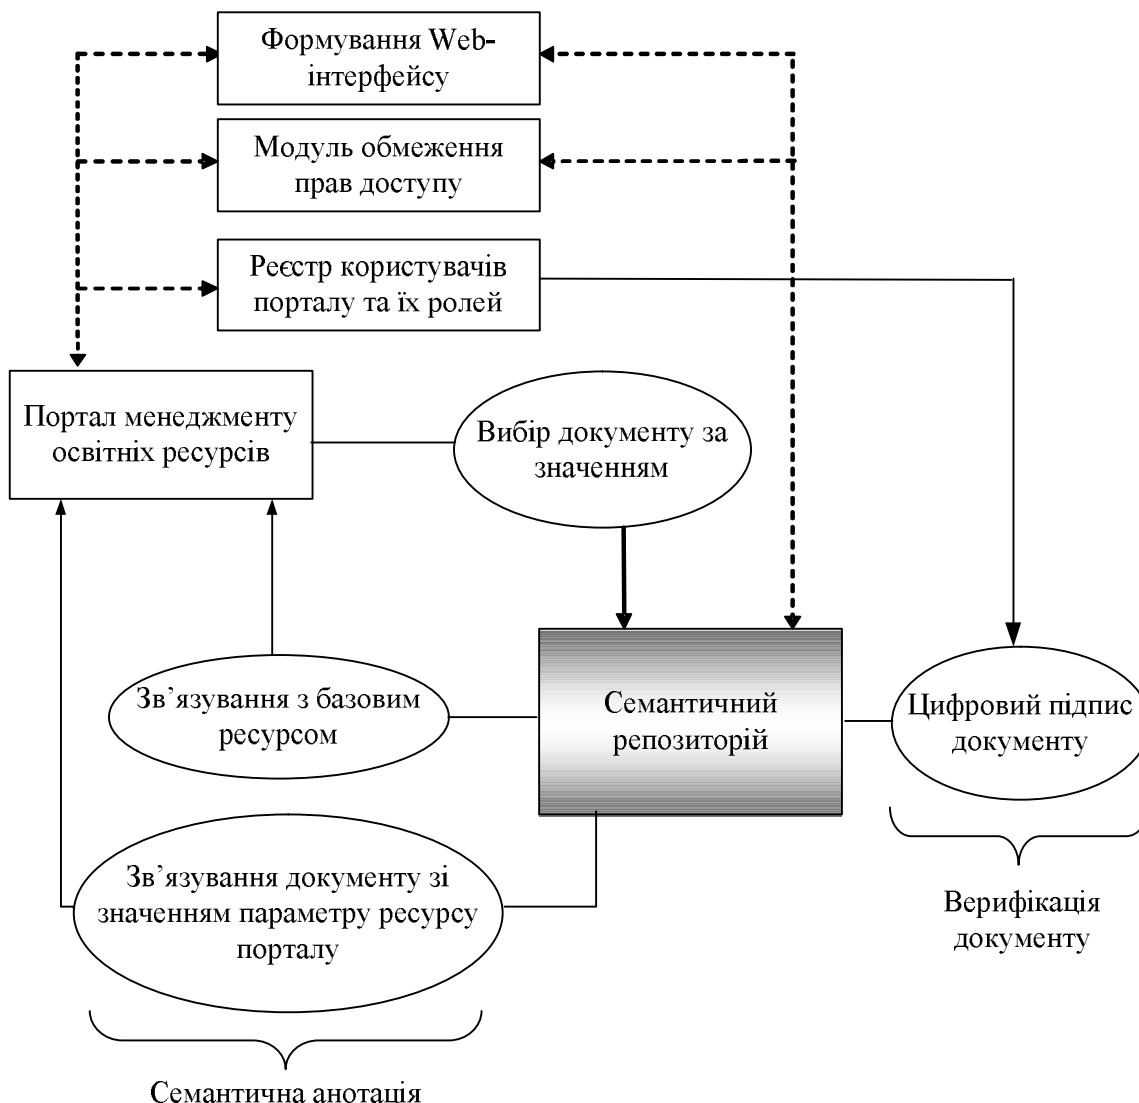 Формування Web-
інтерфейсу
Модуль обмеження
прав доступу
Реєстр користувачів
порталу та їх ролей
Портал менеджменту
освітніх ресурсів
Вибір документу за
значенням
Зв’язування з базовим
ресурсом
Семантичний
репозиторій
Цифровий підпис
документу
Зв’язування документу зі
значенням параметру ресурсу
порталу
Верифікація
документу
Семантична анотація